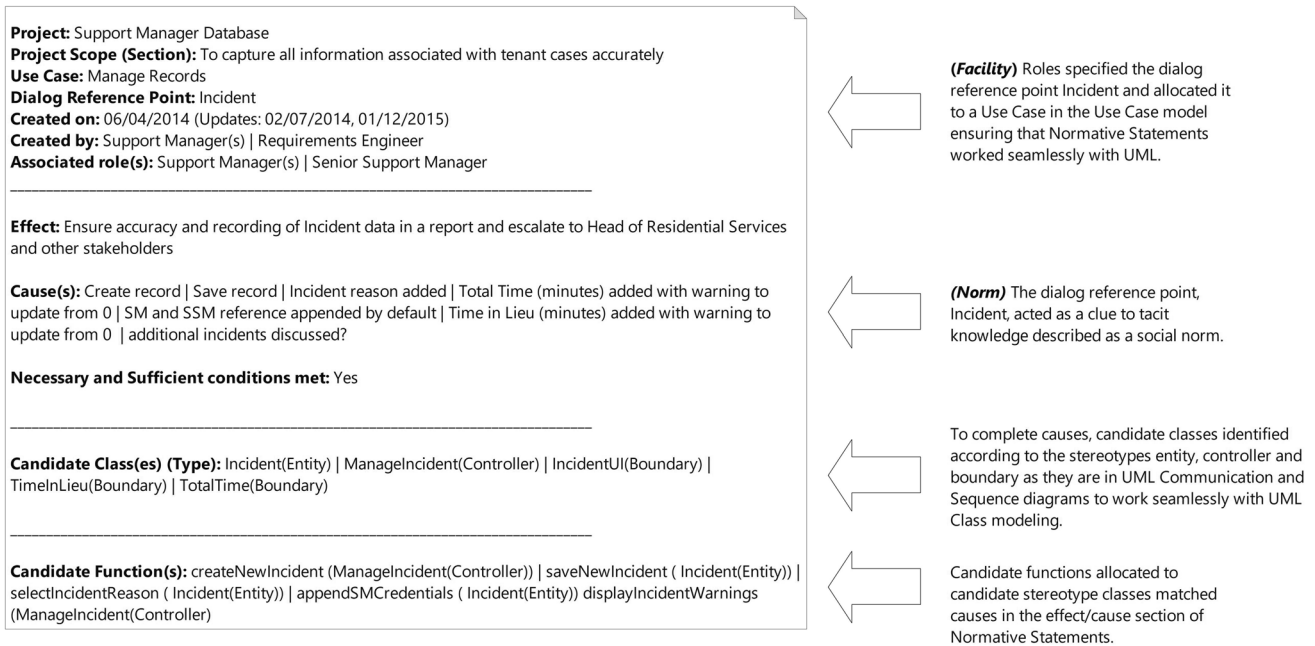 Project: Support Manager Database
Project Scope (Section): To capture all information associated with tenant cases accurately
Use Case: Manage Records
Dialog Reference Point: Incident
Created on: 06/04/2014 (Updates: 02/07/2014, 01/12/2015)
Created by: Support Manager(s) | Requirements Engineer
Associated role(s): Support Manager(s) | Senior Support Manager
Effect: Ensure accuracy and recording of Incident data in a report and escalate to Head of Residential Services
and other stakeholders
Cause(s): Create record | Save record | Incident reason added | Total Time (minutes) added with warning to
update from 0 | SM and SSM reference appended by default | Time in Lieu (minutes) added with warning to
update from 0 | additional incidents discussed?
Necessary and Sufficient conditions met: Yes
Candidate Class(es) (Type): Incident(Entity) | ManageIncident(Controller) | IncidentUI(Boundary) |
TimeInLieu(Boundary) | TotalTime(Boundary)
Candidate Function(s): createNewIncident (ManageIncident(Controller)) | saveNewIncident ( Incident(Entity)) |
selectIncidentReason ( Incident(Entity)) | appendSMCredentials ( Incident(Entity)) displayIncidentWarnings
(ManageIncident(Controller)
(Facility) Roles specified the dialog
reference point Incident and allocated it
to a Use Case in the Use Case model
ensuring that Normative Statements
worked seamlessly with UML.
(Norm) The dialog reference point,
Incident, acted as a clue to tacit
knowledge described as a social norm.
To complete causes, candidate classes identified
according to the stereotypes entity, controller and
boundary as they are in UML Communication and
Sequence diagrams to work seamlessly with UML
Class modeling.
Candidate functions allocated to
candidate stereotype classes matched
causes in the effect/cause section of
Normative Statements.